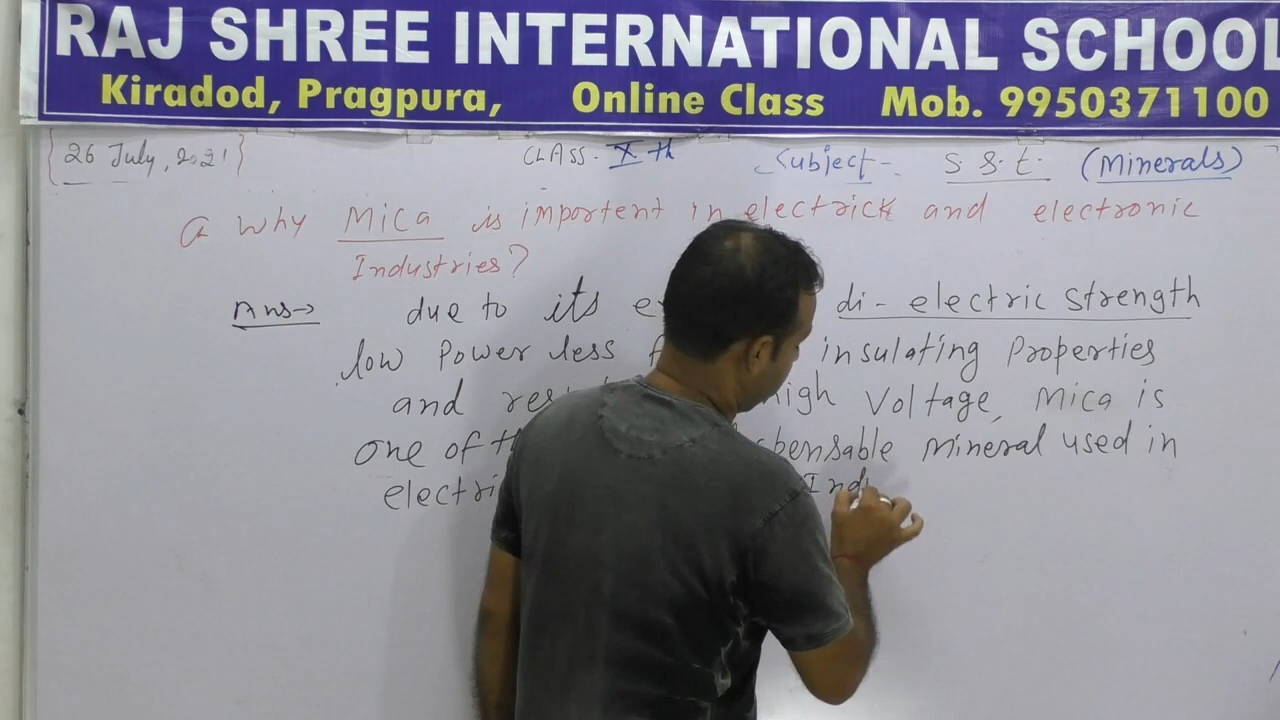 RAJ SHREE INTERNATIONAL SCHOOL
Kiradod, Pragpura, Online Class Mob. 9950371100
26 July, 2021 CLASS. Xth Subject- S.S.t. (Minerals)
Q Why Mica is importent in electrick and electronic
Industries?
Ans→ due to its di-electric Strength
low Power less insulating Properties
and high Voltage, Mica is
one of mineral used in